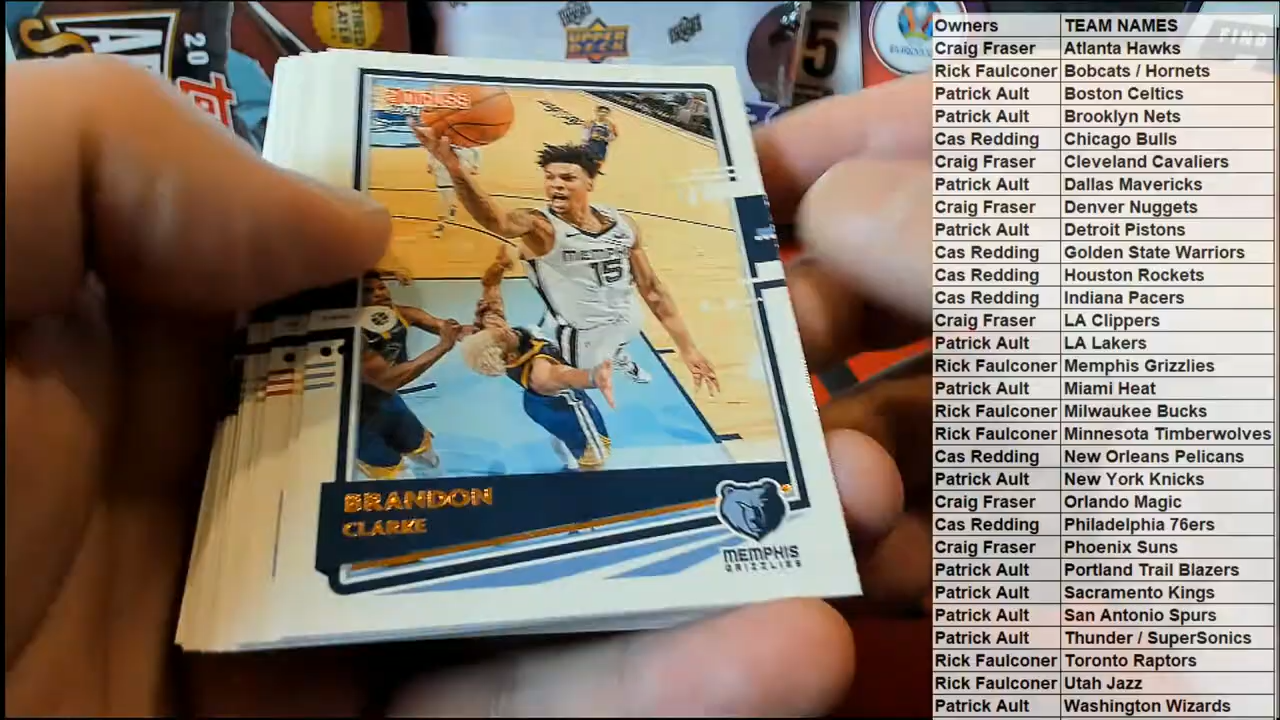 20
UPPER
DECK
5
FIND
DONRUSS
MEMPHIS
15
BRANDON
CLARKE
MEMPHIS
GRIZZLIES
Owners TEAM NAMES
Craig Fraser Atlanta Hawks
Rick Faulconer Bobcats / Hornets
Patrick Ault Boston Celtics
Patrick Ault Brooklyn Nets
Cas Redding Chicago Bulls
Craig Fraser Cleveland Cavaliers
Patrick Ault Dallas Mavericks
Craig Fraser Denver Nuggets
Patrick Ault Detroit Pistons
Cas Redding Golden State Warriors
Cas Redding Houston Rockets
Cas Redding Indiana Pacers
Craig Fraser LA Clippers
Patrick Ault LA Lakers
Rick Faulconer Memphis Grizzlies
Patrick Ault Miami Heat
Rick Faulconer Milwaukee Bucks
Rick Faulconer Minnesota Timberwolves
Cas Redding New Orleans Pelicans
Patrick Ault New York Knicks
Craig Fraser Orlando Magic
Cas Redding Philadelphia 76ers
Craig Fraser Phoenix Suns
Patrick Ault Portland Trail Blazers
Patrick Ault Sacramento Kings
Patrick Ault San Antonio Spurs
Patrick Ault Thunder / SuperSonics
Rick Faulconer Toronto Raptors
Rick Faulconer Utah Jazz
Patrick Ault Washington Wizards